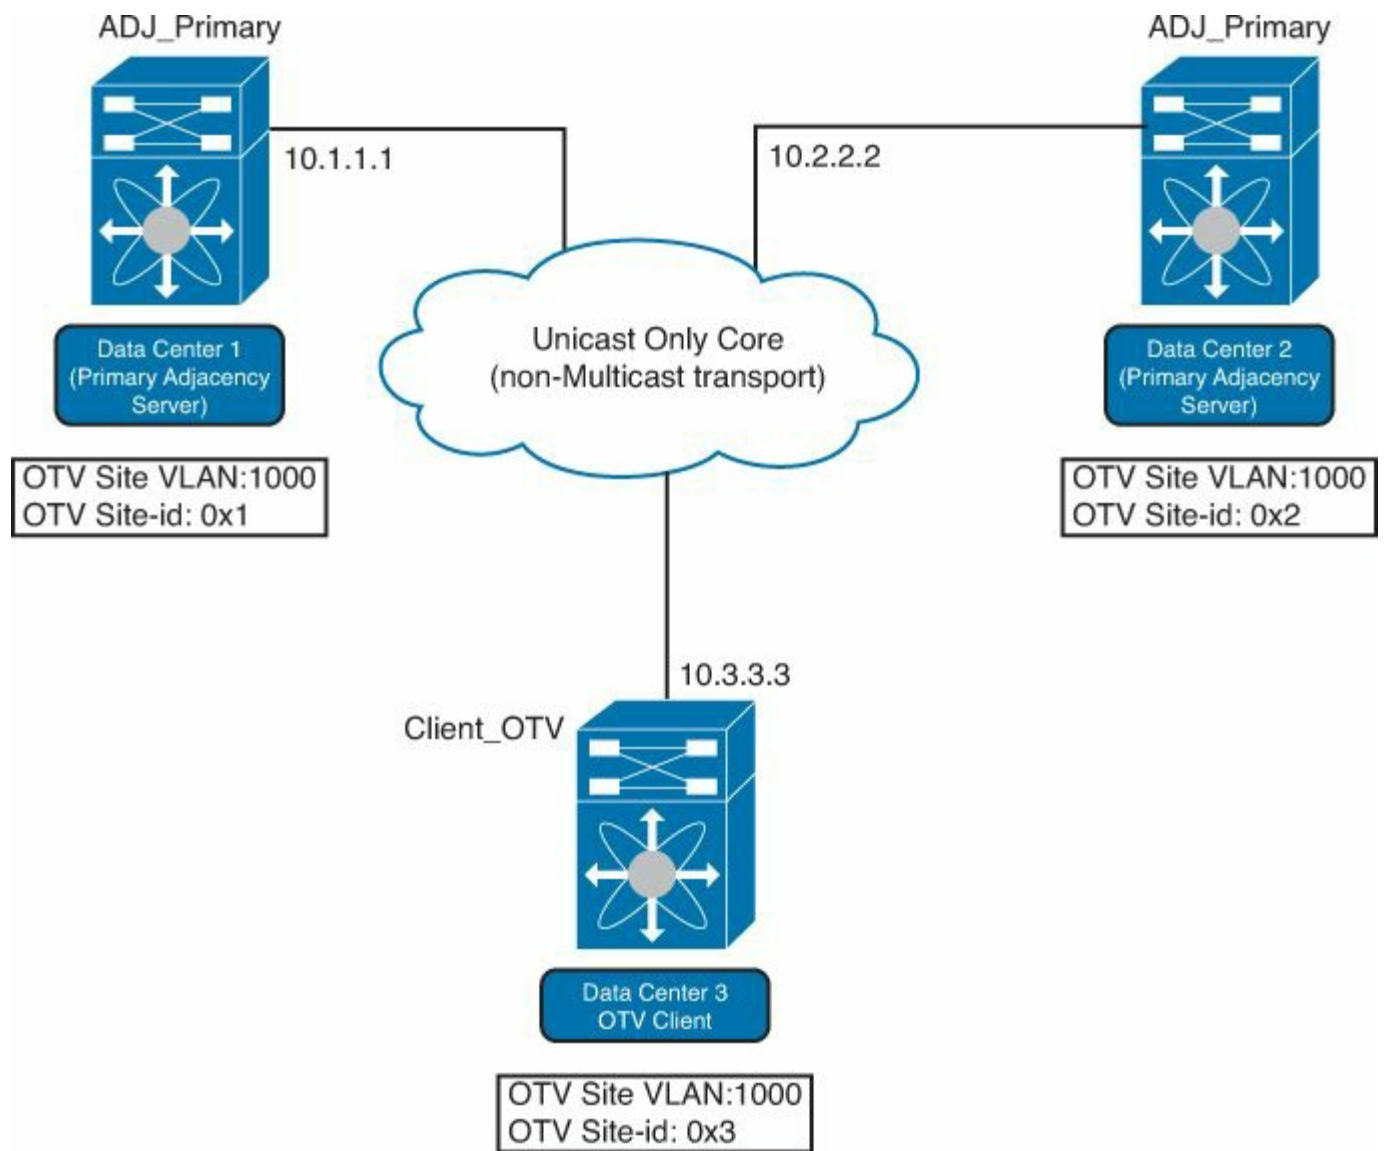 ADJ_Primary
ADJ_Primary
10.1.1.1
10.2.2.2
Unicast Only Core
(non-Multicast transport)
Data Center 1
(Primary Adjacency
Server)
Data Center 2
(Primary Adjacency
Server)
OTV Site VLAN:1000
OTV Site-id: 0x1
OTV Site VLAN:1000
OTV Site-id: 0x2
10.3.3.3
Client_OTV
Data Center 3
OTV Client
OTV Site VLAN:1000
OTV Site-id: 0x3